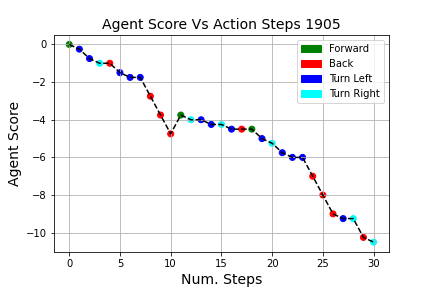 Agent Score Vs Action Steps 1905
Agent Score
0
−2
−4
−6
−8
−10
Forward
Back
Turn Left
Turn Right
0 5 10 15 20 25 30
Num. Steps